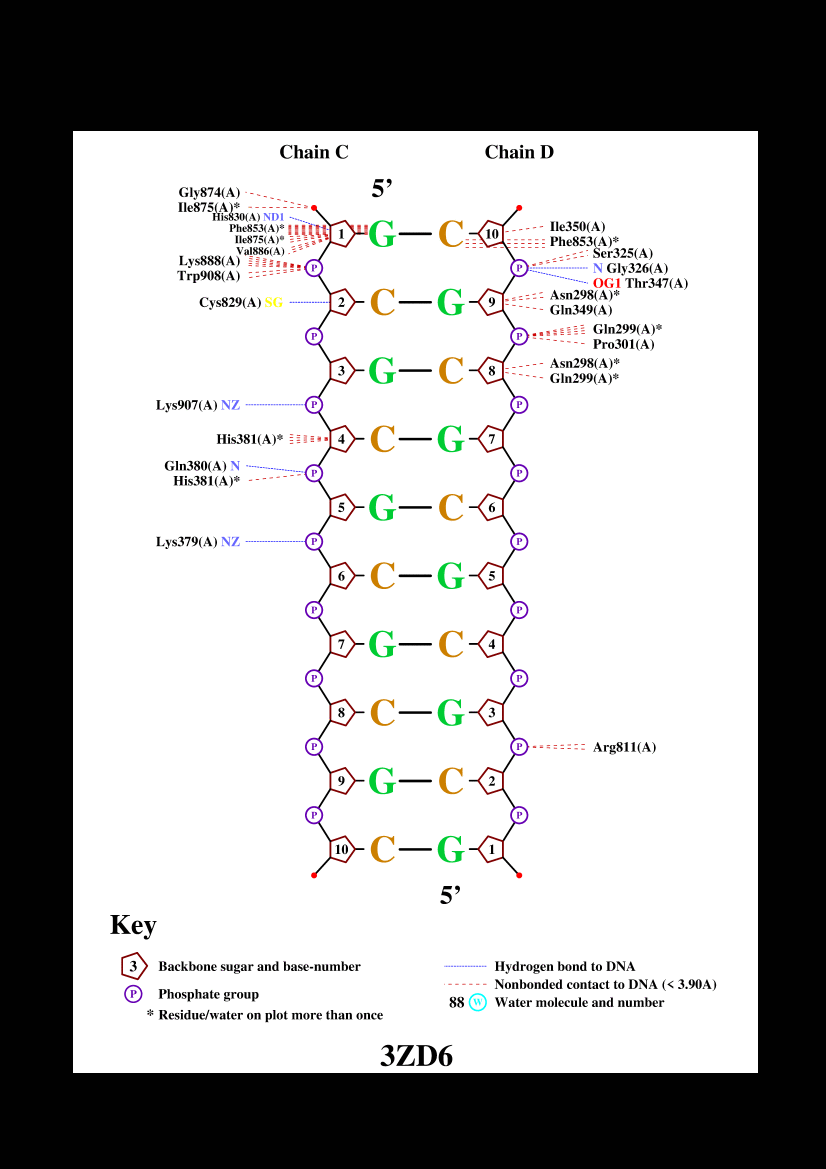 Chain C Chain D
5’
Gly874(A)
Ile875(A)*
His830(A) ND1
Phe853(A)*
Ile875(A)*
Val886(A)
Lys888(A)
Trp908(A)
1 G C 10
Ile350(A)
Phe853(A)*
Ser325(A)
N Gly326(A)
OG1 Thr347(A)
P P
Cys829(A) SG 2 C G 9
Asn298(A)*
Gln349(A)
P P
Gln299(A)*
Pro301(A)
3 G C 8
Asn298(A)*
Gln299(A)*
Lys907(A) NZ P P
His381(A)* 4 C G 7
Gln380(A) N
His381(A)*
P P
5 G C 6
Lys379(A) NZ P P
6 C G 5
P P
7 G C 4
P P
8 C G 3
P P Arg811(A)
9 G C 2
P P
10 C G 1
5’
Key
3 Backbone sugar and base-number
P Phosphate group
* Residue/water on plot more than once
Hydrogen bond to DNA
Nonbonded contact to DNA (< 3.90A)
88 W Water molecule and number
3ZD6